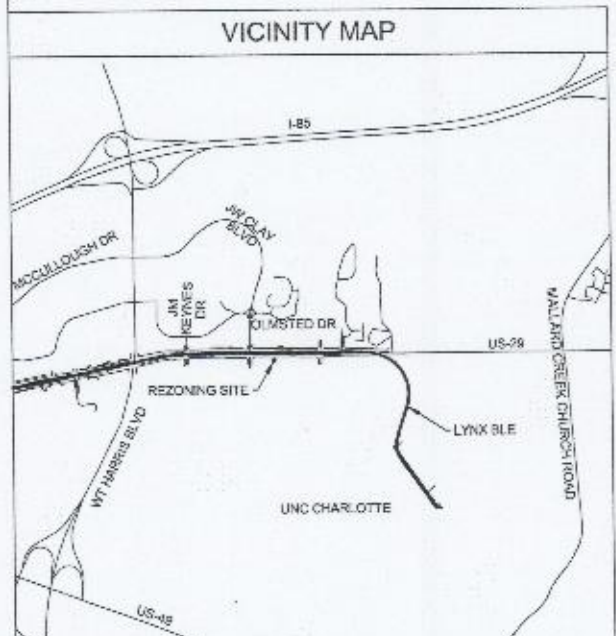 VICINITY MAP
I-85
JW CLAY
BLVD
MCCULLOUGH DR
JM
KEYNES
DR
OLMSTED DR
US-29
MALLARD CREEK CHURCH ROAD
REZONING SITE
LYNX BLE
WT HARRIS BLVD
UNC CHARLOTTE
US-49